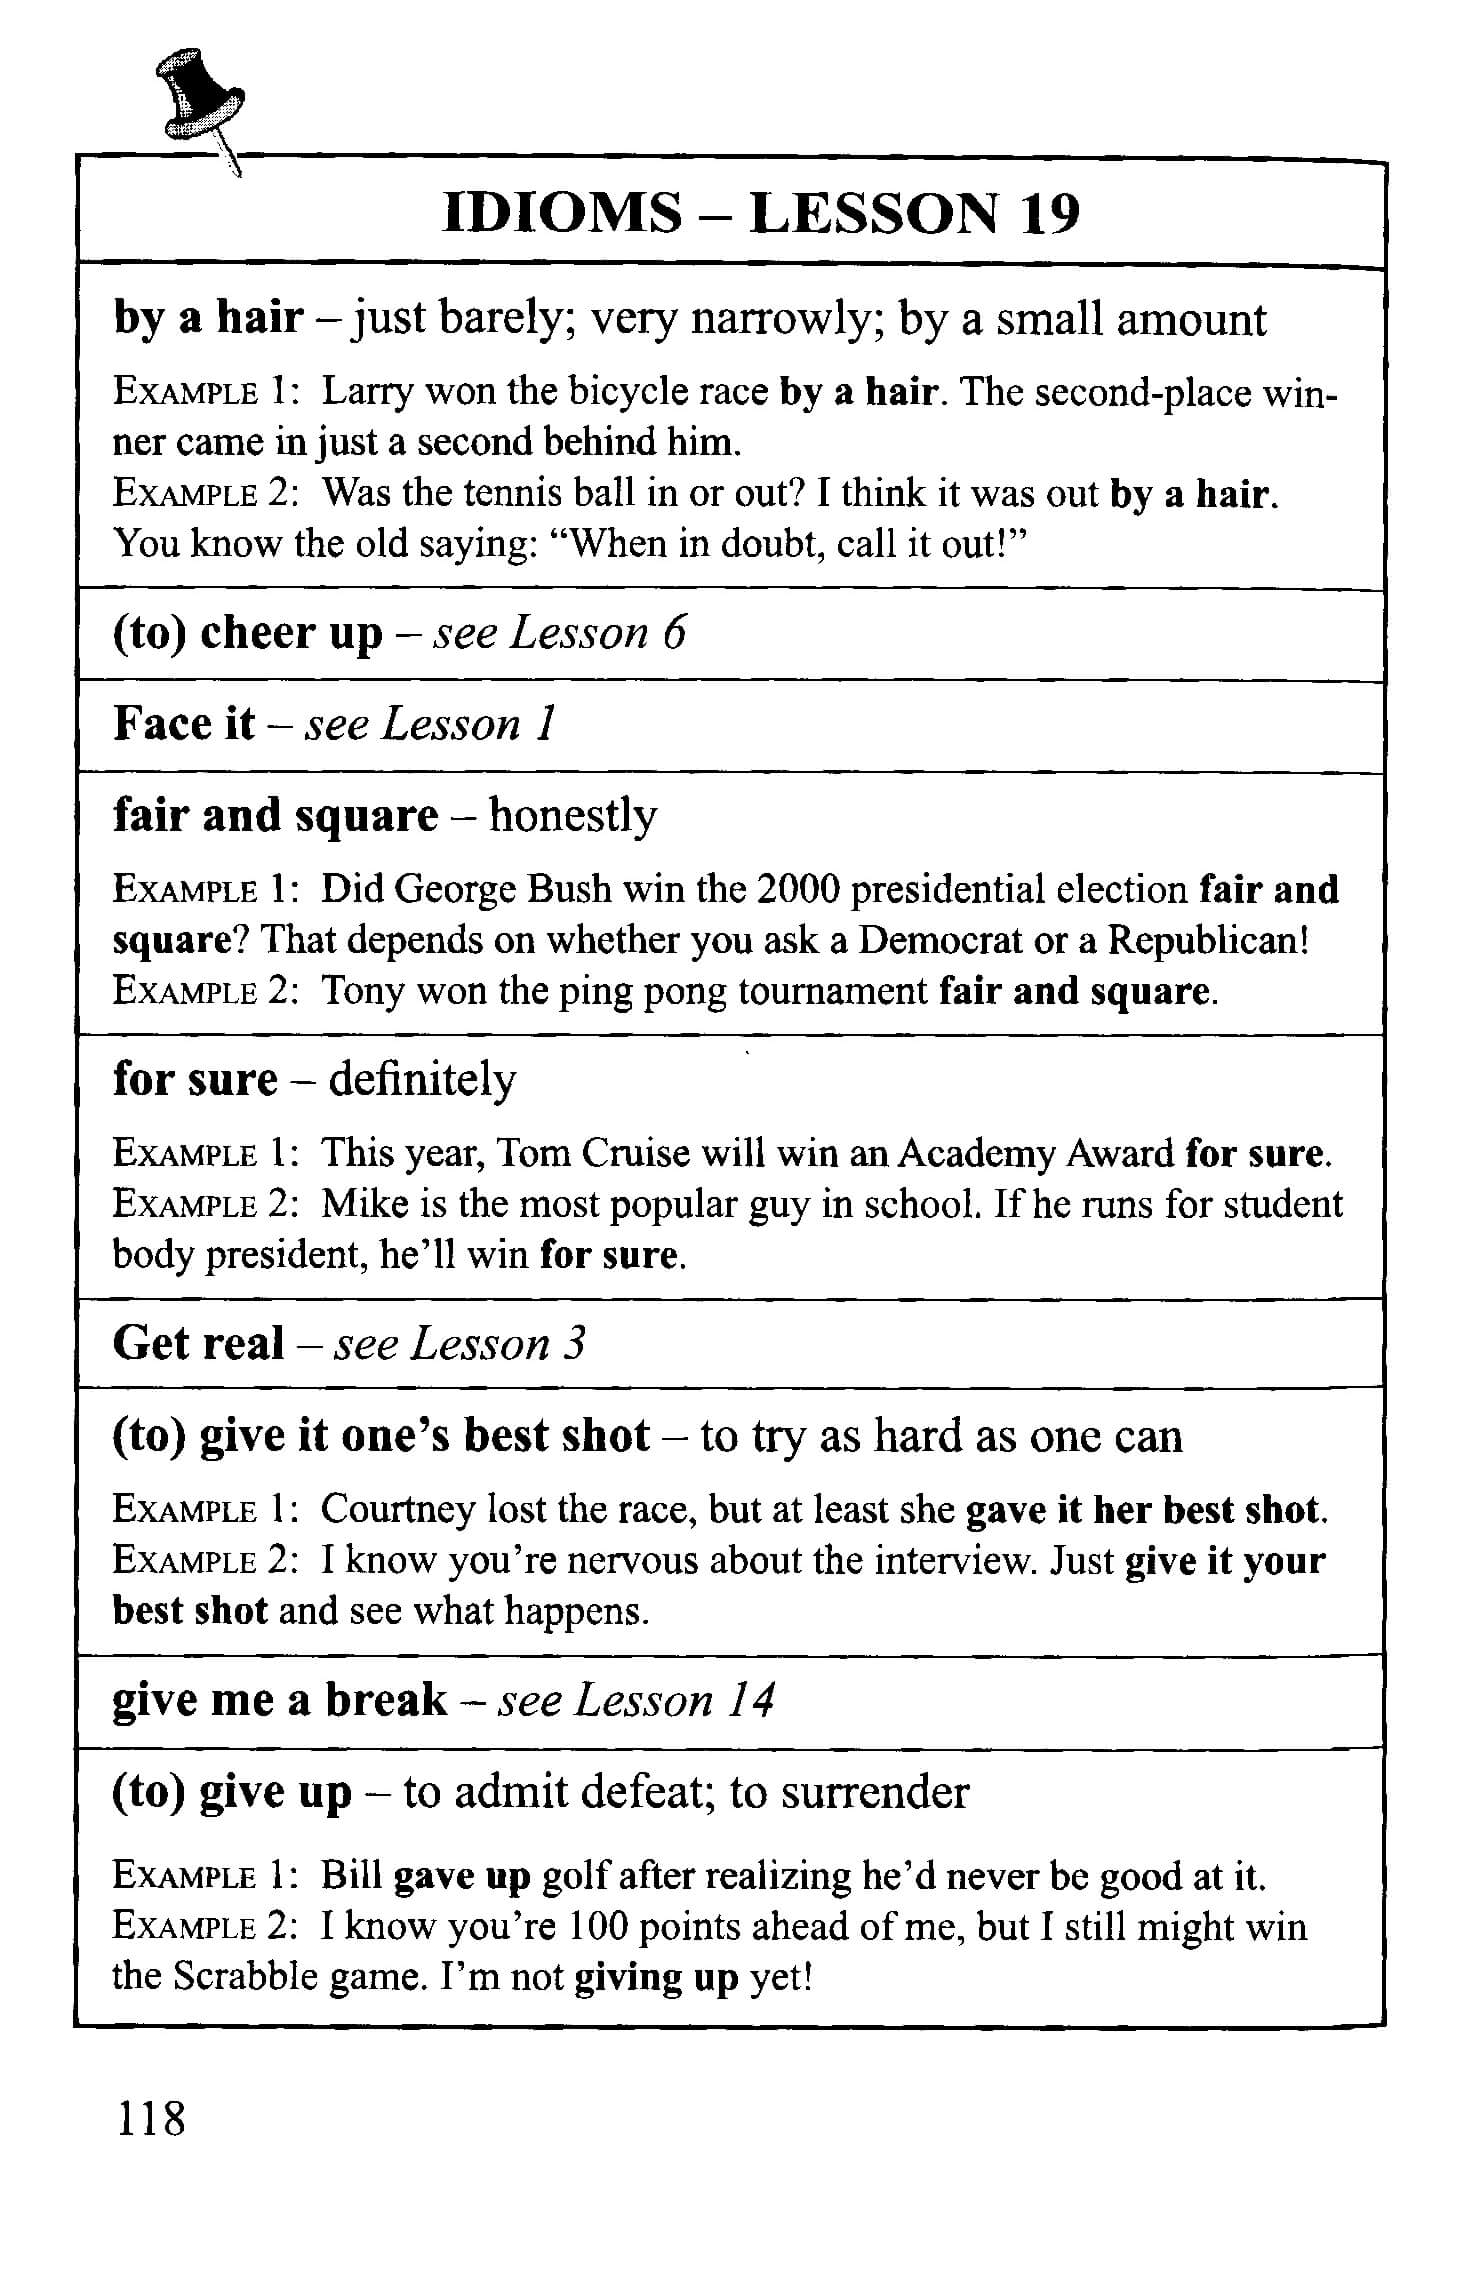 IDIOMS – LESSON 19
by a hair – just barely; very narrowly; by a small amount
EXAMPLE 1: Larry won the bicycle race by a hair. The second-place win-
ner came in just a second behind him.
EXAMPLE 2: Was the tennis ball in or out? I think it was out by a hair.
You know the old saying: “When in doubt, call it out!”
(to) cheer up – see Lesson 6
Face it – see Lesson 1
fair and square – honestly
EXAMPLE 1: Did George Bush win the 2000 presidential election fair and
square? That depends on whether you ask a Democrat or a Republican!
EXAMPLE 2: Tony won the ping pong tournament fair and square.
for sure – definitely
EXAMPLE 1: This year, Tom Cruise will win an Academy Award for sure.
EXAMPLE 2: Mike is the most popular guy in school. If he runs for student
body president, he’ll win for sure.
Get real – see Lesson 3
(to) give it one’s best shot – to try as hard as one can
EXAMPLE 1: Courtney lost the race, but at least she gave it her best shot.
EXAMPLE 2: I know you’re nervous about the interview. Just give it your
best shot and see what happens.
give me a break – see Lesson 14
(to) give up – to admit defeat; to surrender
EXAMPLE 1: Bill gave up golf after realizing he’d never be good at it.
EXAMPLE 2: I know you’re 100 points ahead of me, but I still might win
the Scrabble game. I’m not giving up yet!
118